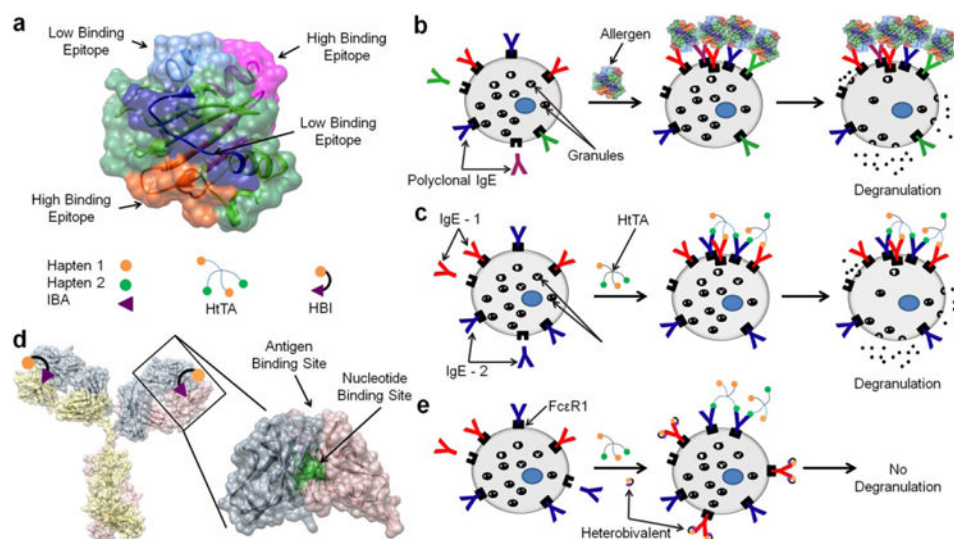 a
Low Binding
Epitope
High Binding
Epitope
Low Binding
Epitope
High Binding
Epitope
Hapten 1
Hapten 2
IBA
HtTA
HBI
b
Allergen
Granules
Polyclonal IgE
Degranulation
c
IgE - 1
HtTA
IgE - 2
Degranulation
d
Antigen
Binding Site
Nucleotide
Binding Site
e
FcεR1
Heterobivalent
No
Degranulation